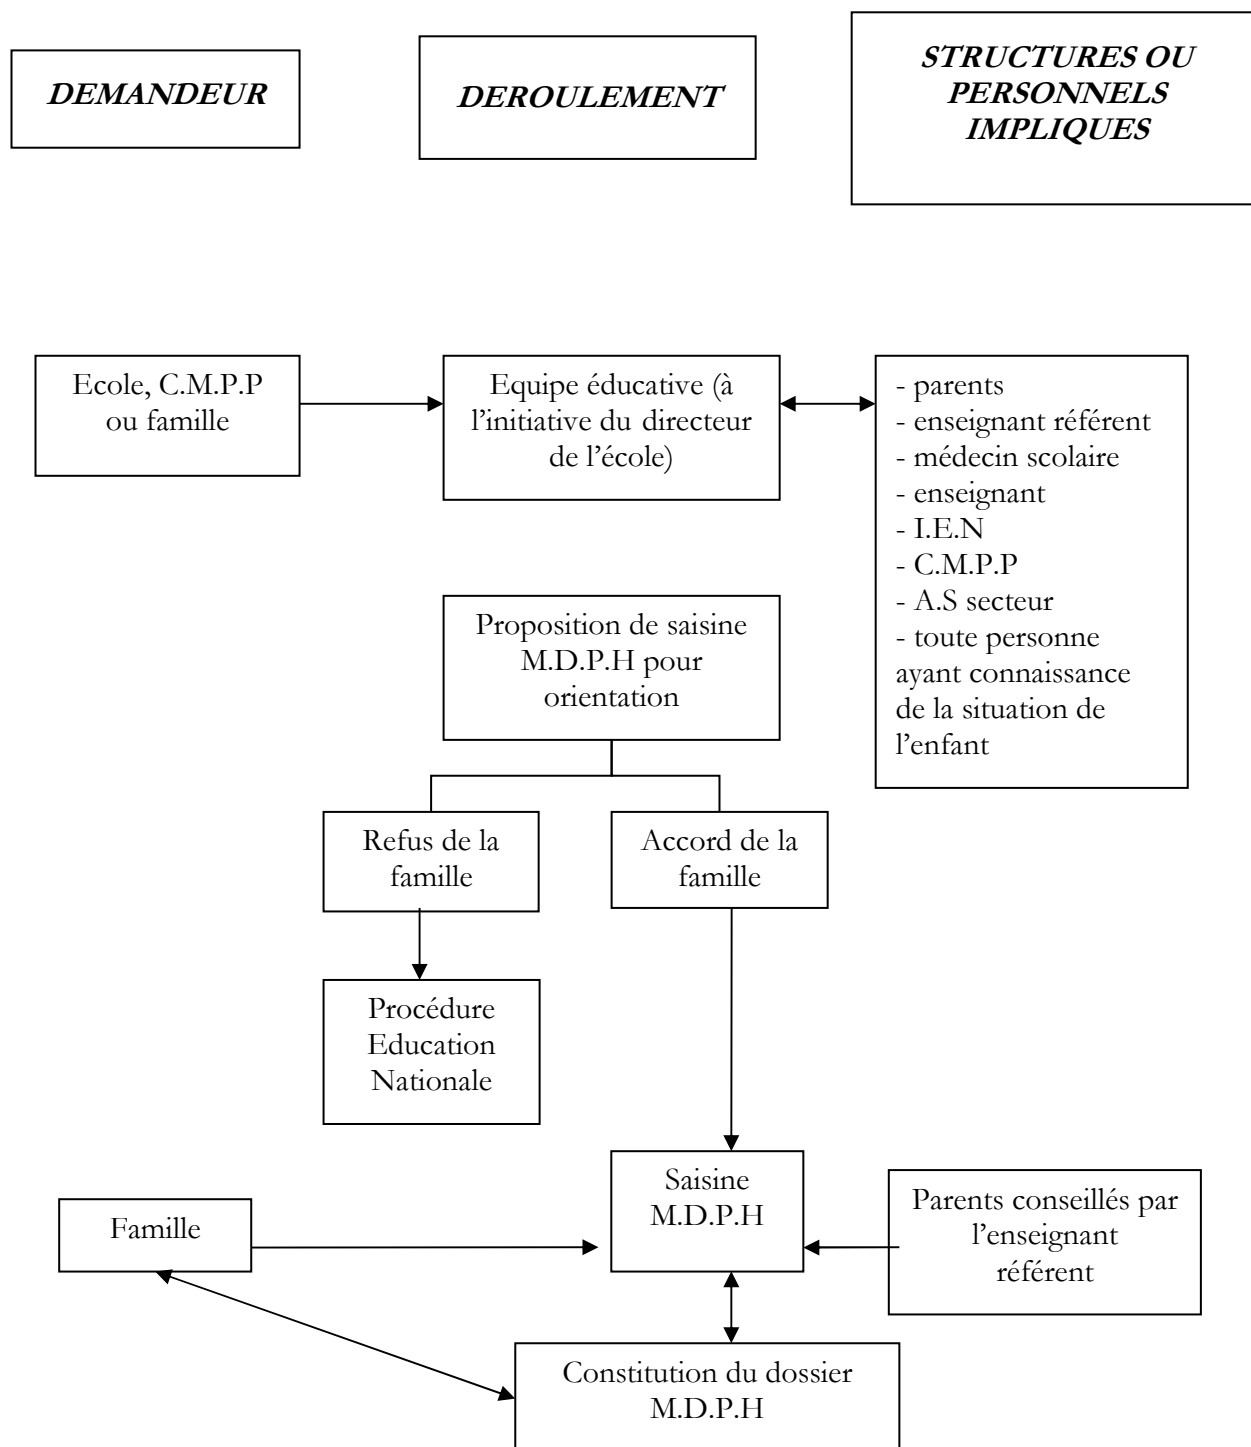 DEMANDEUR
DEROULEMENT
STRUCTURES OU
PERSONNELS
IMPLIQUES
Ecole, C.M.P.P
ou famille
Equipe éducative (à
l’initiative du directeur
de l’école)
- parents
- enseignant référent
- médecin scolaire
- enseignant
- I.E.N
- C.M.P.P
- A.S secteur
- toute personne
ayant connaissance
de la situation de
l’enfant
Proposition de saisine
M.D.P.H pour
orientation
Refus de la
famille
Accord de la
famille
Procédure
Education
Nationale
Famille
Saisine
M.D.P.H
Parents conseillés par
l’enseignant
référent
Constitution du dossier
M.D.P.H